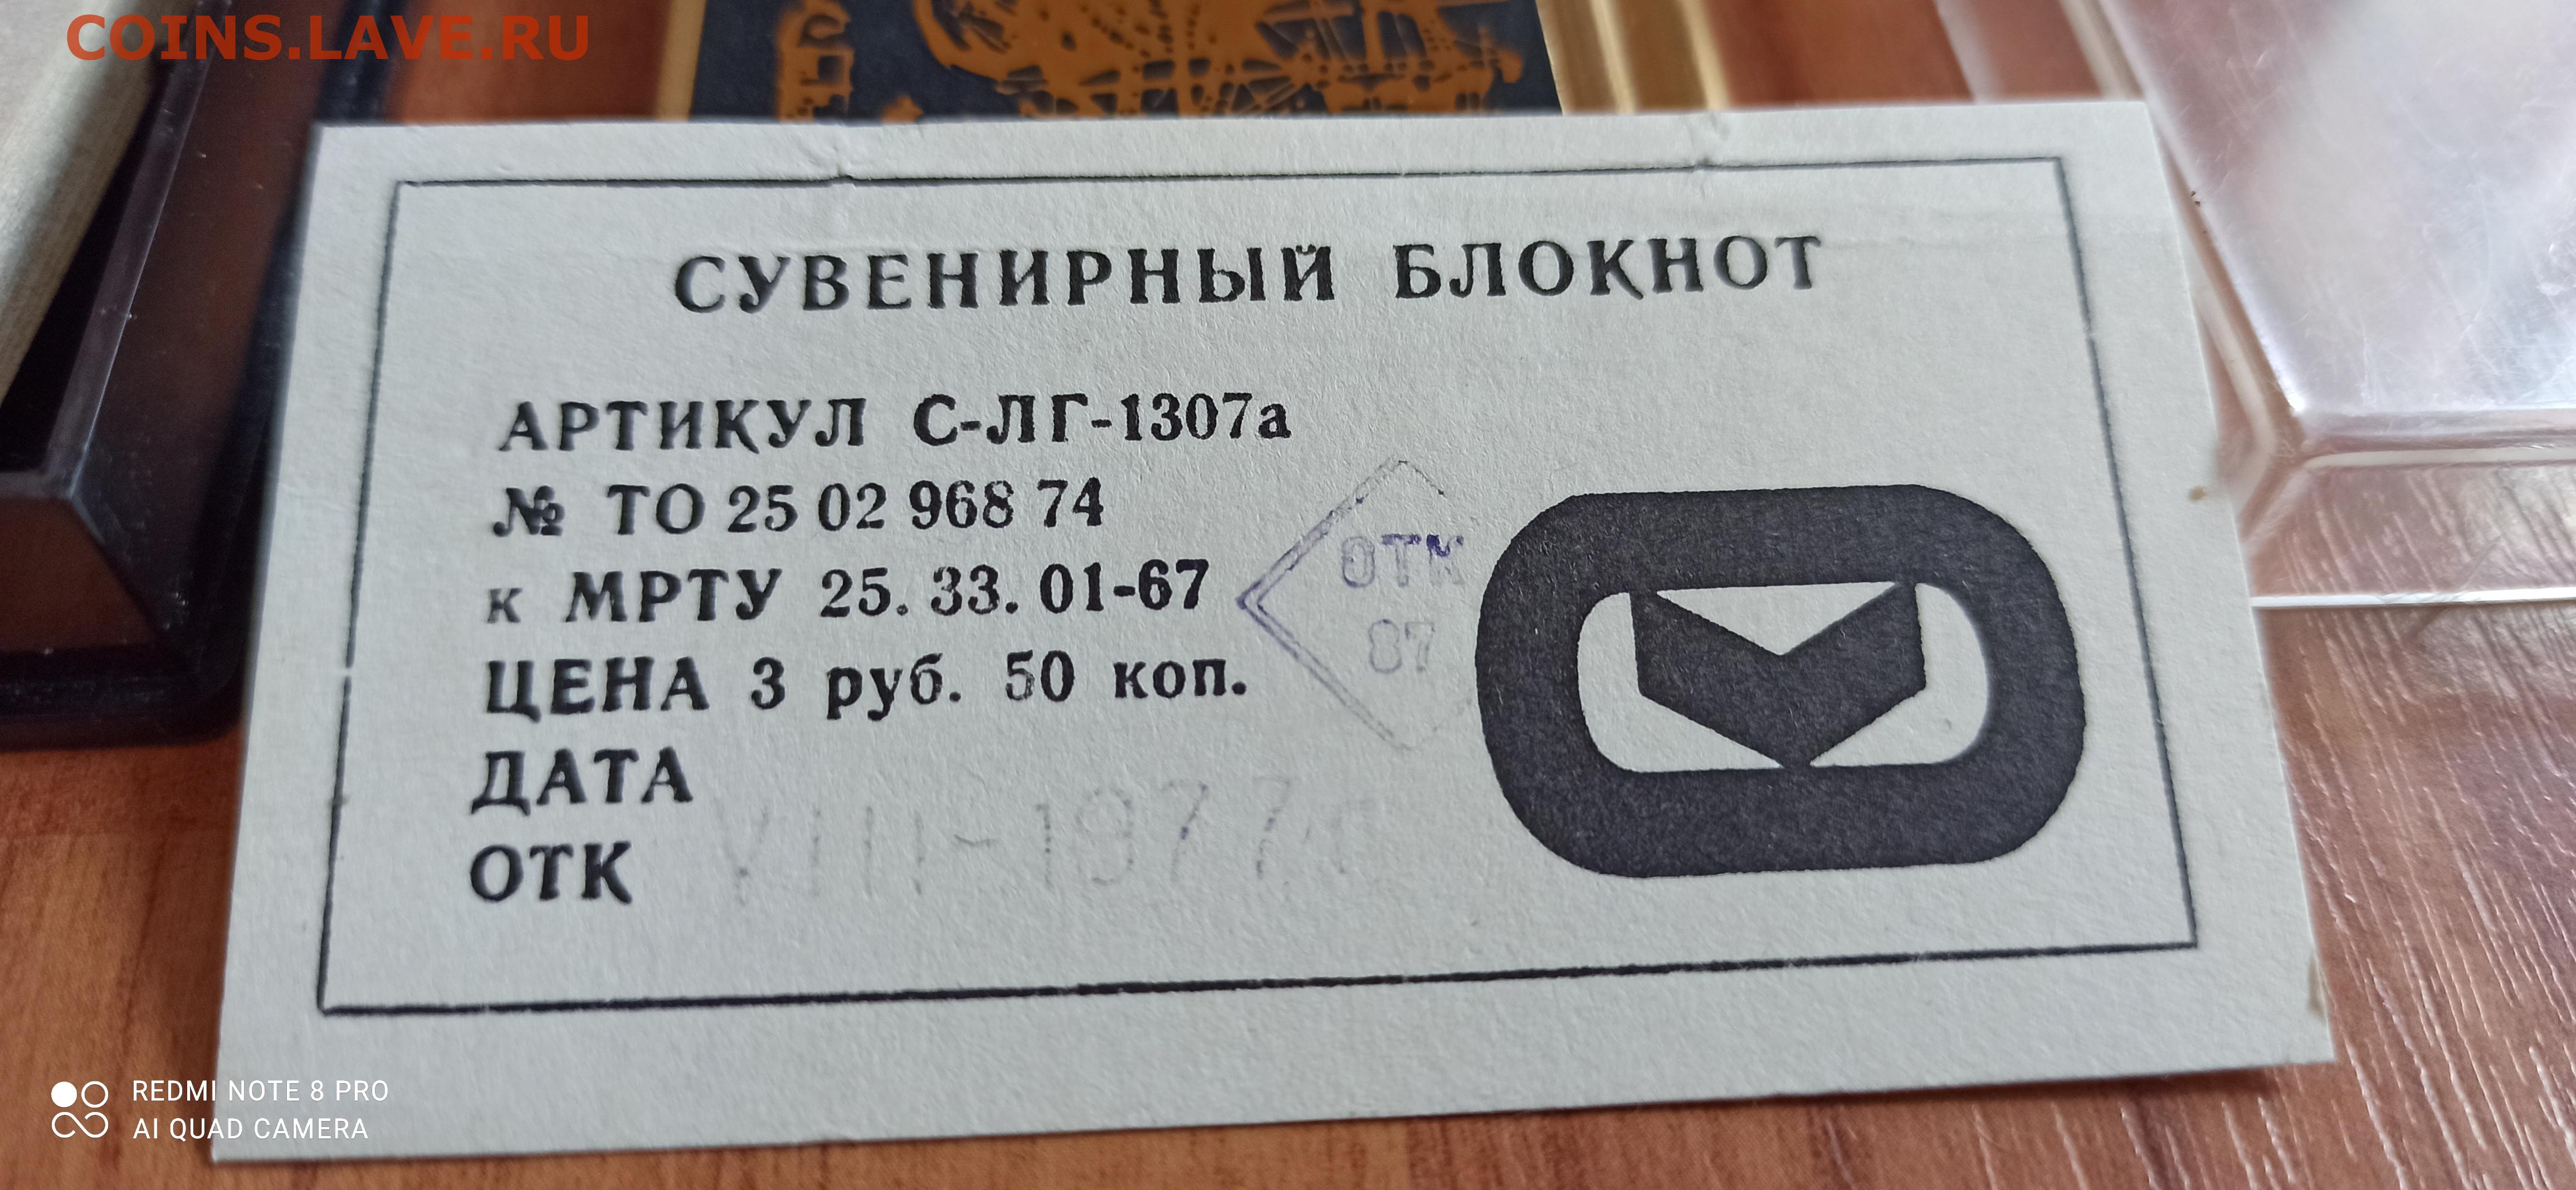 COINS.LAVE.RU
СУВЕНИРНЫЙ БЛОКНОТ
АРТИКУЛ С-ЛГ-1307а
№ ТО 25 02 968 74
к МРТУ 25. 33. 01-67
ЦЕНА 3 руб. 50 коп.
ОТК
87
ДАТА
VIII-1977
ОТК
REDMI NOTE 8 PRO
AI QUAD CAMERA